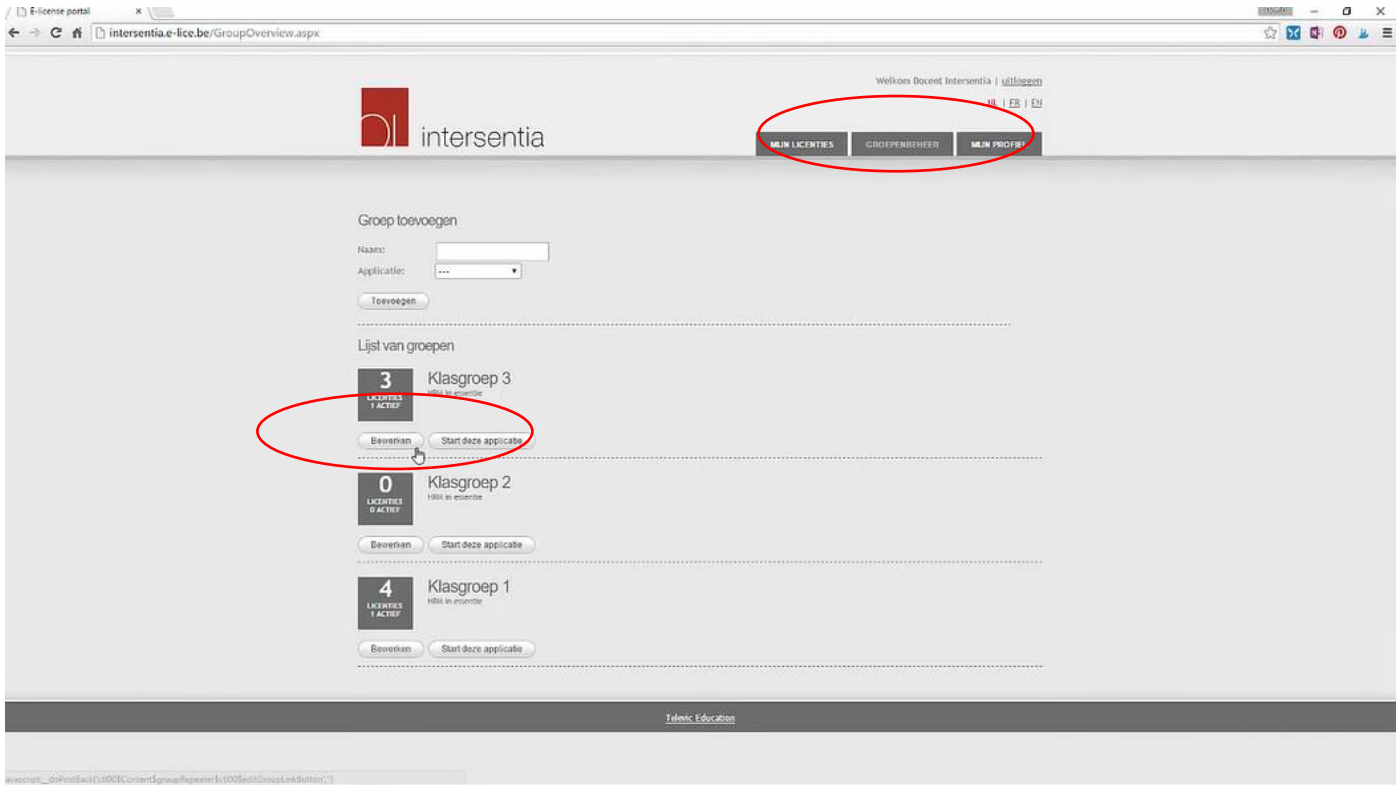 E-license portal
intersentia.e-lice.be/GroupOverview.aspx
Welkom Docent Intersentia | uitloggen
NL | FR | EN
intersentia
MIJN LICENTIES GROEPENBEHEER MIJN PROFIEL
Groep toevoegen
Naam:
Applicatie: ---
Toevoegen
Lijst van groepen
3 LICENTIES 1 ACTIEF
Klasgroep 3
HRM in essentie
Bewerken Start deze applicatie
0 LICENTIES 0 ACTIEF
Klasgroep 2
HRM in essentie
Bewerken Start deze applicatie
4 LICENTIES 1 ACTIEF
Klasgroep 1
HRM in essentie
Bewerken Start deze applicatie
Televic Education